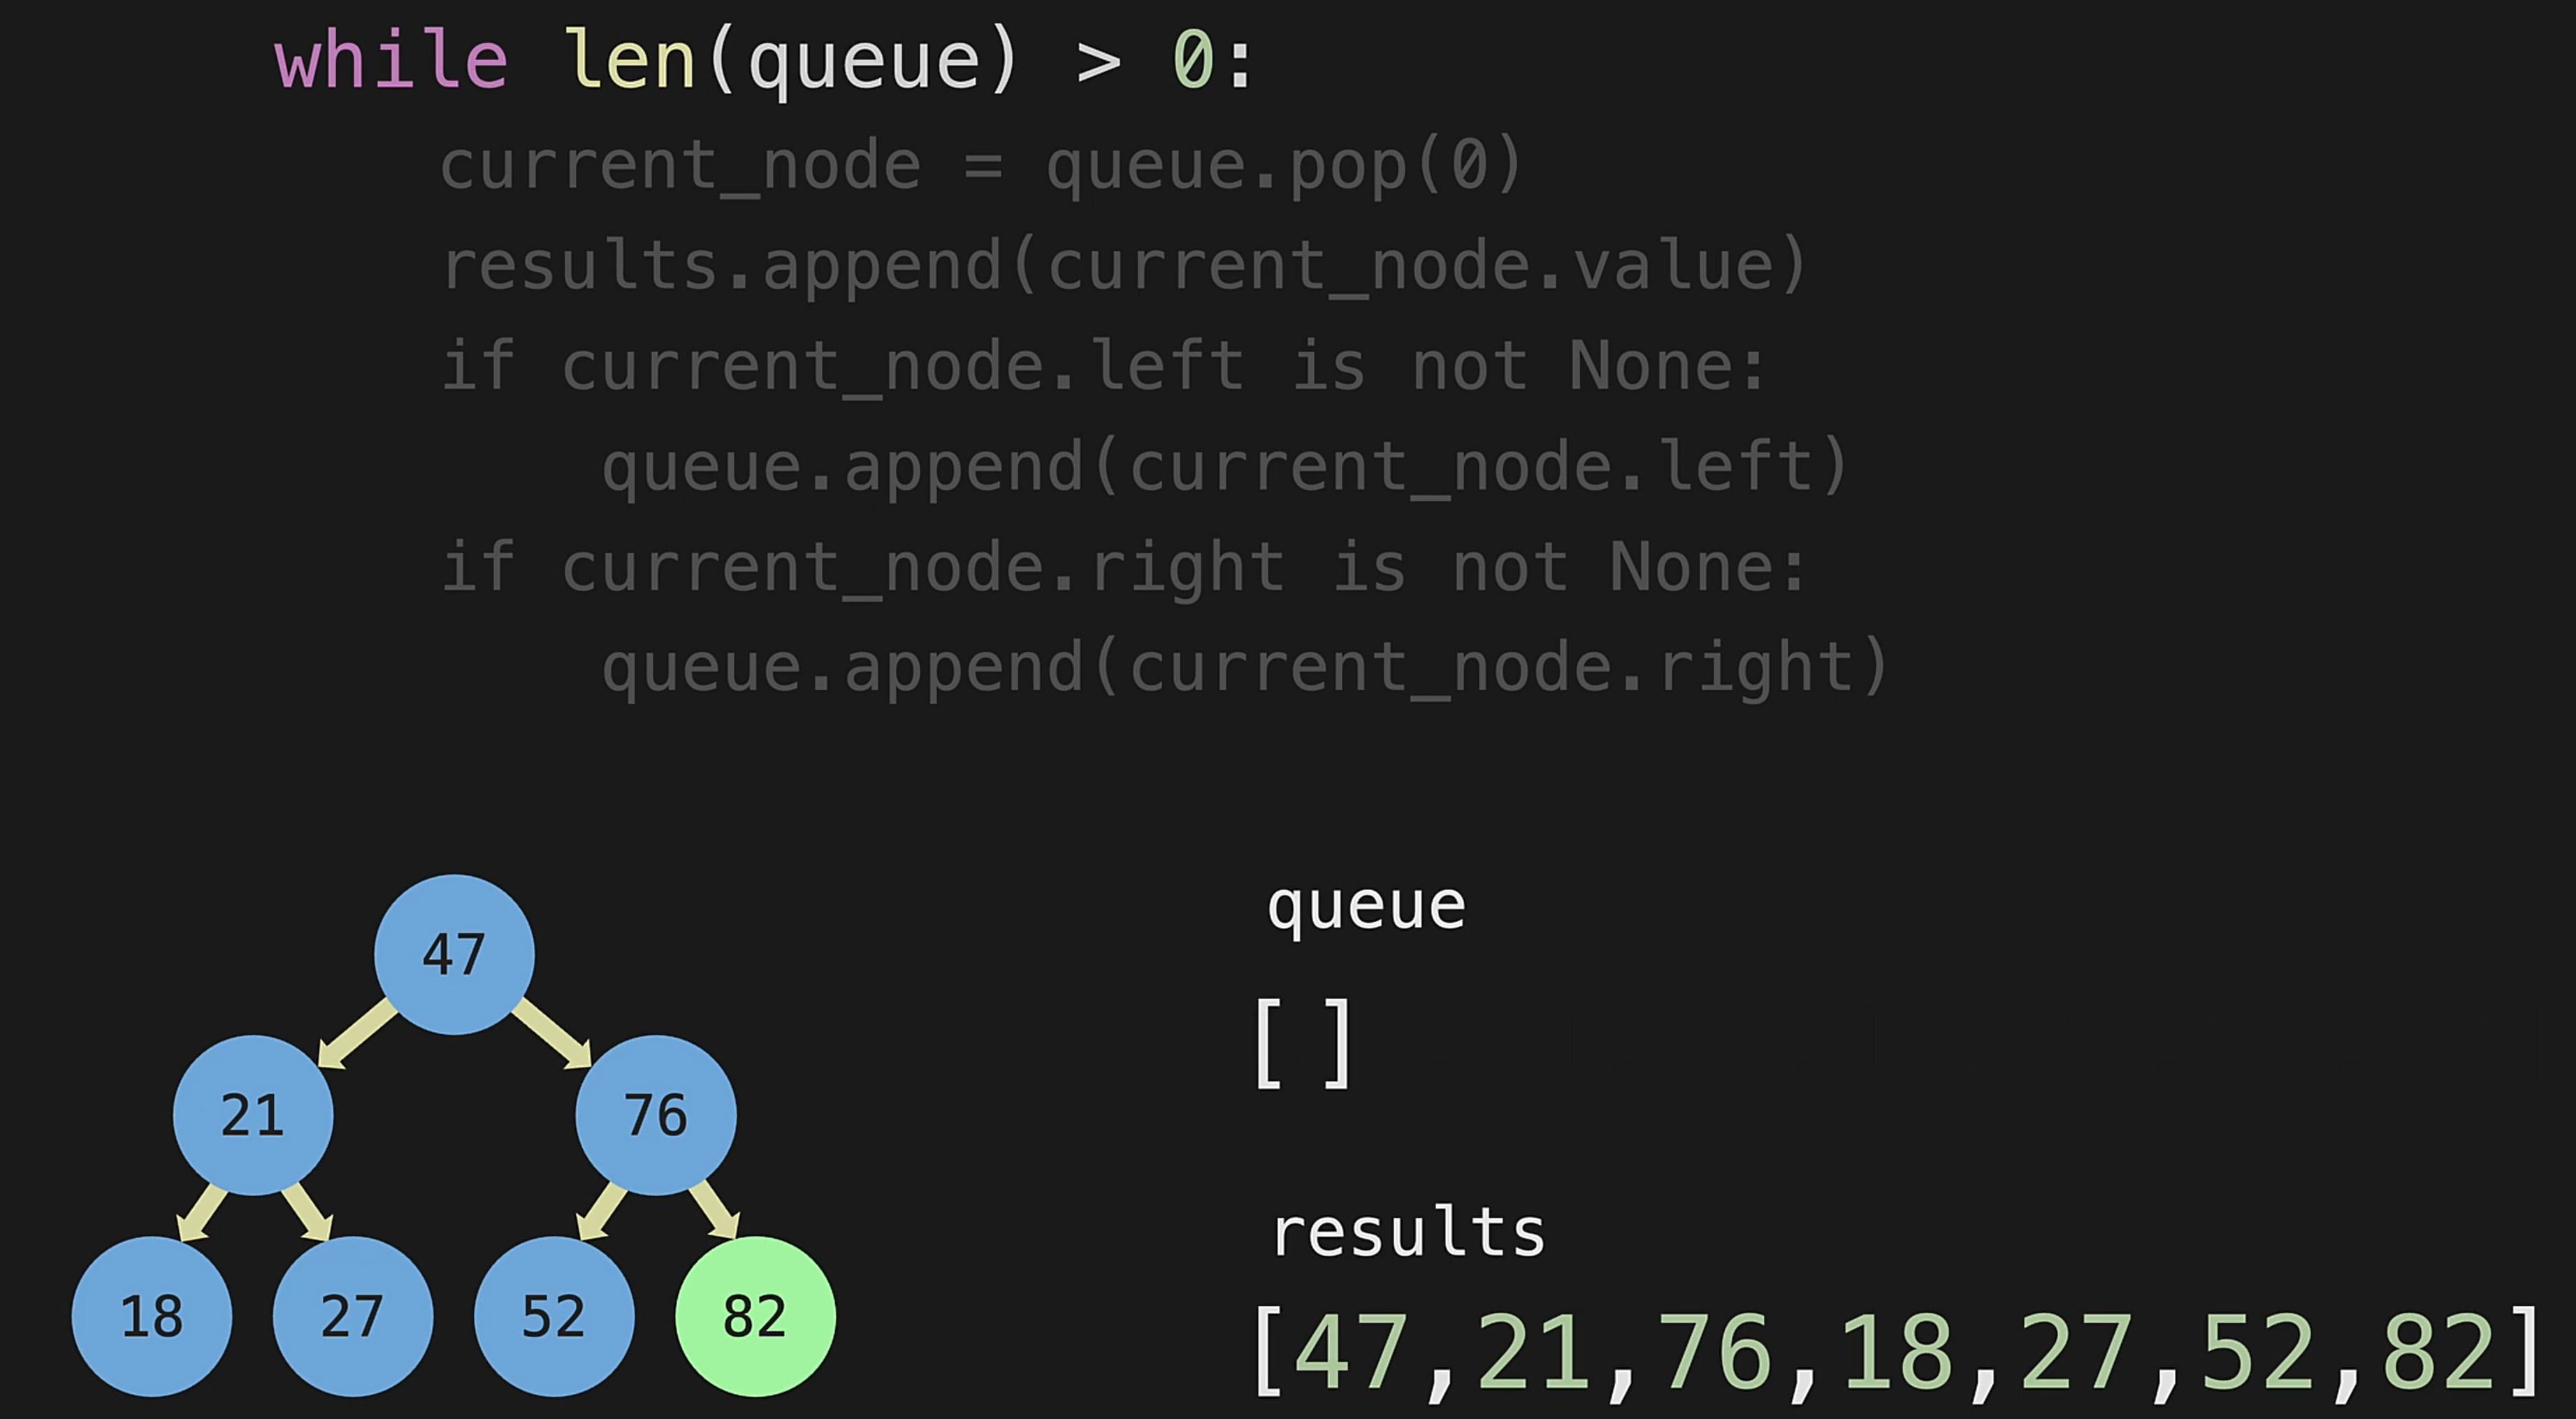 while len(queue) > 0:
current_node = queue.pop(0)
results.append(current_node.value)
if current_node.left is not None:
queue.append(current_node.left)
if current_node.right is not None:
queue.append(current_node.right)
47
21 76
18 27 52 82
queue
[ ]
results
[47,21,76,18,27,52,82]